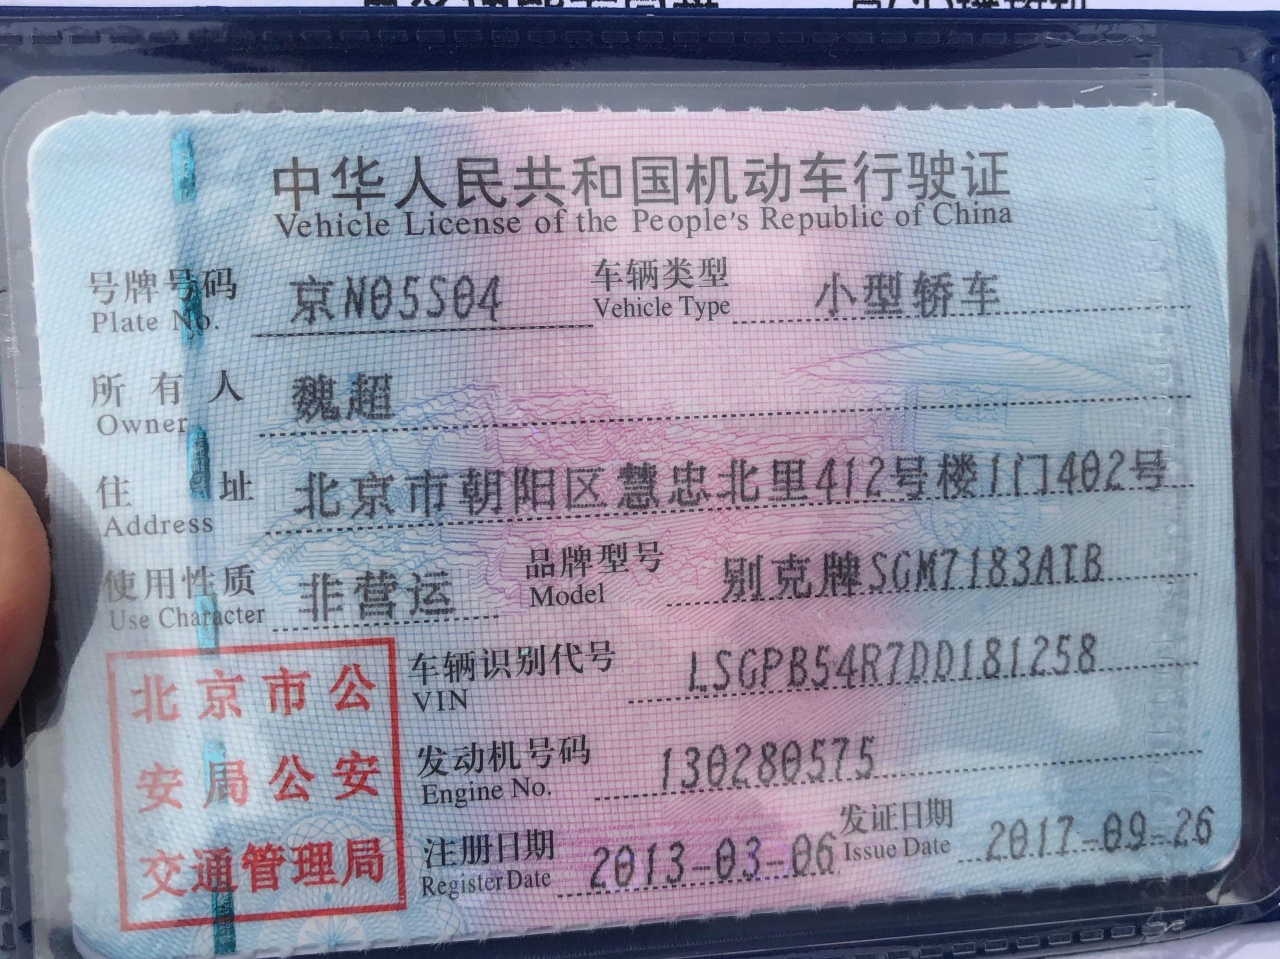 中华人民共和国机动车行驶证
Vehicle License of the People's Republic of China
号牌号码 京N05S04 车辆类型 小型轿车
Plate No. Vehicle Type
所有人 魏超
Owner
住址 北京市朝阳区慧忠北里412号楼1门402号
Address
使用性质 非营运 品牌型号 别克牌SGM7183ATB
Use Character Model
车辆识别代号 LSGPB54R7DD181258
VIN
发动机号码 130280575
Engine No.
注册日期 2013-03-06 发证日期 2017-09-26
Register Date Issue Date
北京市公
安局公安
交通管理局